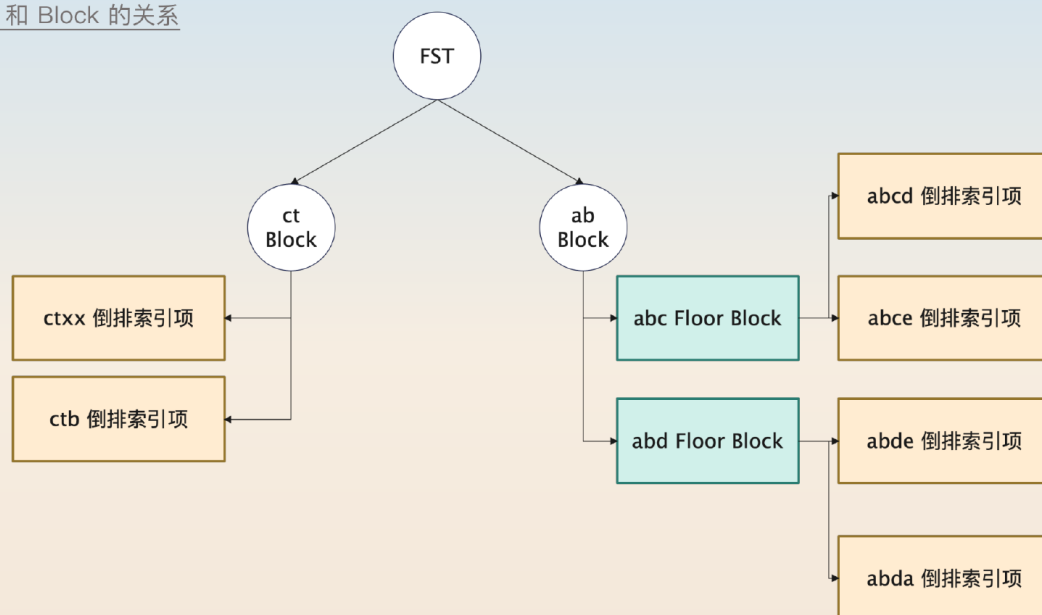 和 Block 的关系
FST
ct
Block
ab
Block
abcd 倒排索引项
ctxx 倒排索引项
abc Floor Block
abce 倒排索引项
ctb 倒排索引项
abd Floor Block
abde 倒排索引项
abda 倒排索引项